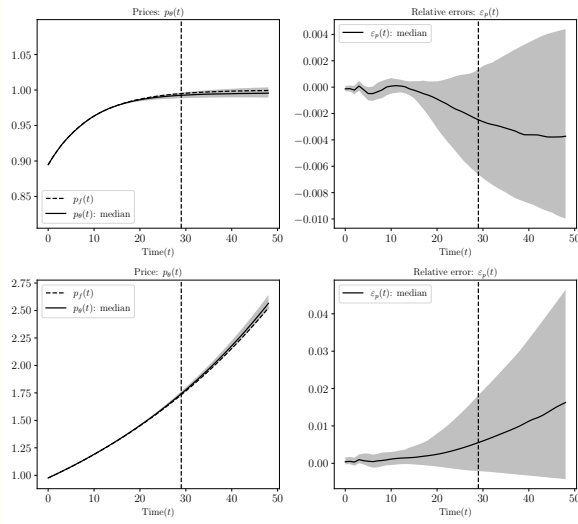 Prices: p_θ(t)
1.05
1.00
0.95
0.90
0.85
p_f(t)
p_θ(t): median
0 10 20 30 40 50
Time(t)
Relative errors: ε_p(t)
ε_p(t): median
0.004
0.002
0.000
−0.002
−0.004
−0.006
−0.008
−0.010
0 10 20 30 40 50
Time(t)
Price: p_θ(t)
p_f(t)
p_θ(t): median
2.75
2.50
2.25
2.00
1.75
1.50
1.25
1.00
0 10 20 30 40 50
Time(t)
Relative error: ε_p(t)
ε_p(t): median
0.04
0.03
0.02
0.01
0.00
0 10 20 30 40 50
Time(t)